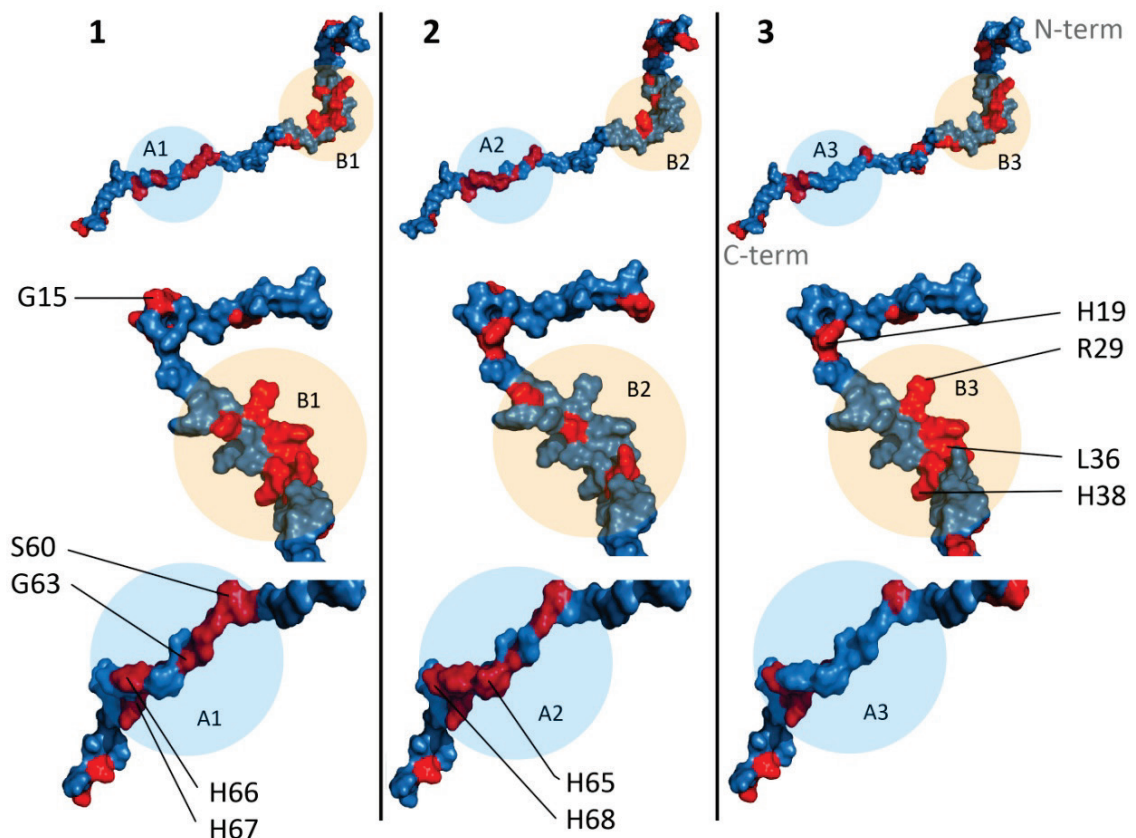 1
2
3
N-term
A1
B1
A2
B2
A3
B3
C-term
G15
B1
B2
B3
H19
R29
L36
H38
S60
G63
A1
H66
H67
A2
H65
H68
A3